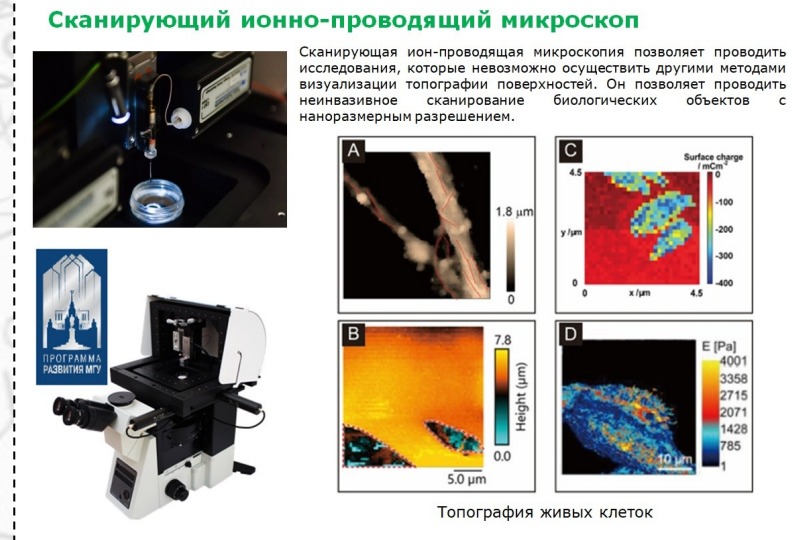 Сканирующий ионно-проводящий микроскоп
Сканирующая ион-проводящая микроскопия позволяет проводить
исследования, которые невозможно осуществить другими методами
визуализации топографии поверхностей. Он позволяет проводить
неинвазивное сканирование биологических объектов с
наноразмерным разрешением.
A
1.8 µm
0
C
Surface charge
/ mCm⁻²
4.5
y /µm
0
0
x /µm
4.5
0
-100
-200
-300
-400
ПРОГРАММА
РАЗВИТИЯ МГУ
B
7.8
Height (µm)
0.0
5.0 µm
D
E [Pa]
4001
3358
2715
2071
1428
785
1
10 µm
Топография живых клеток